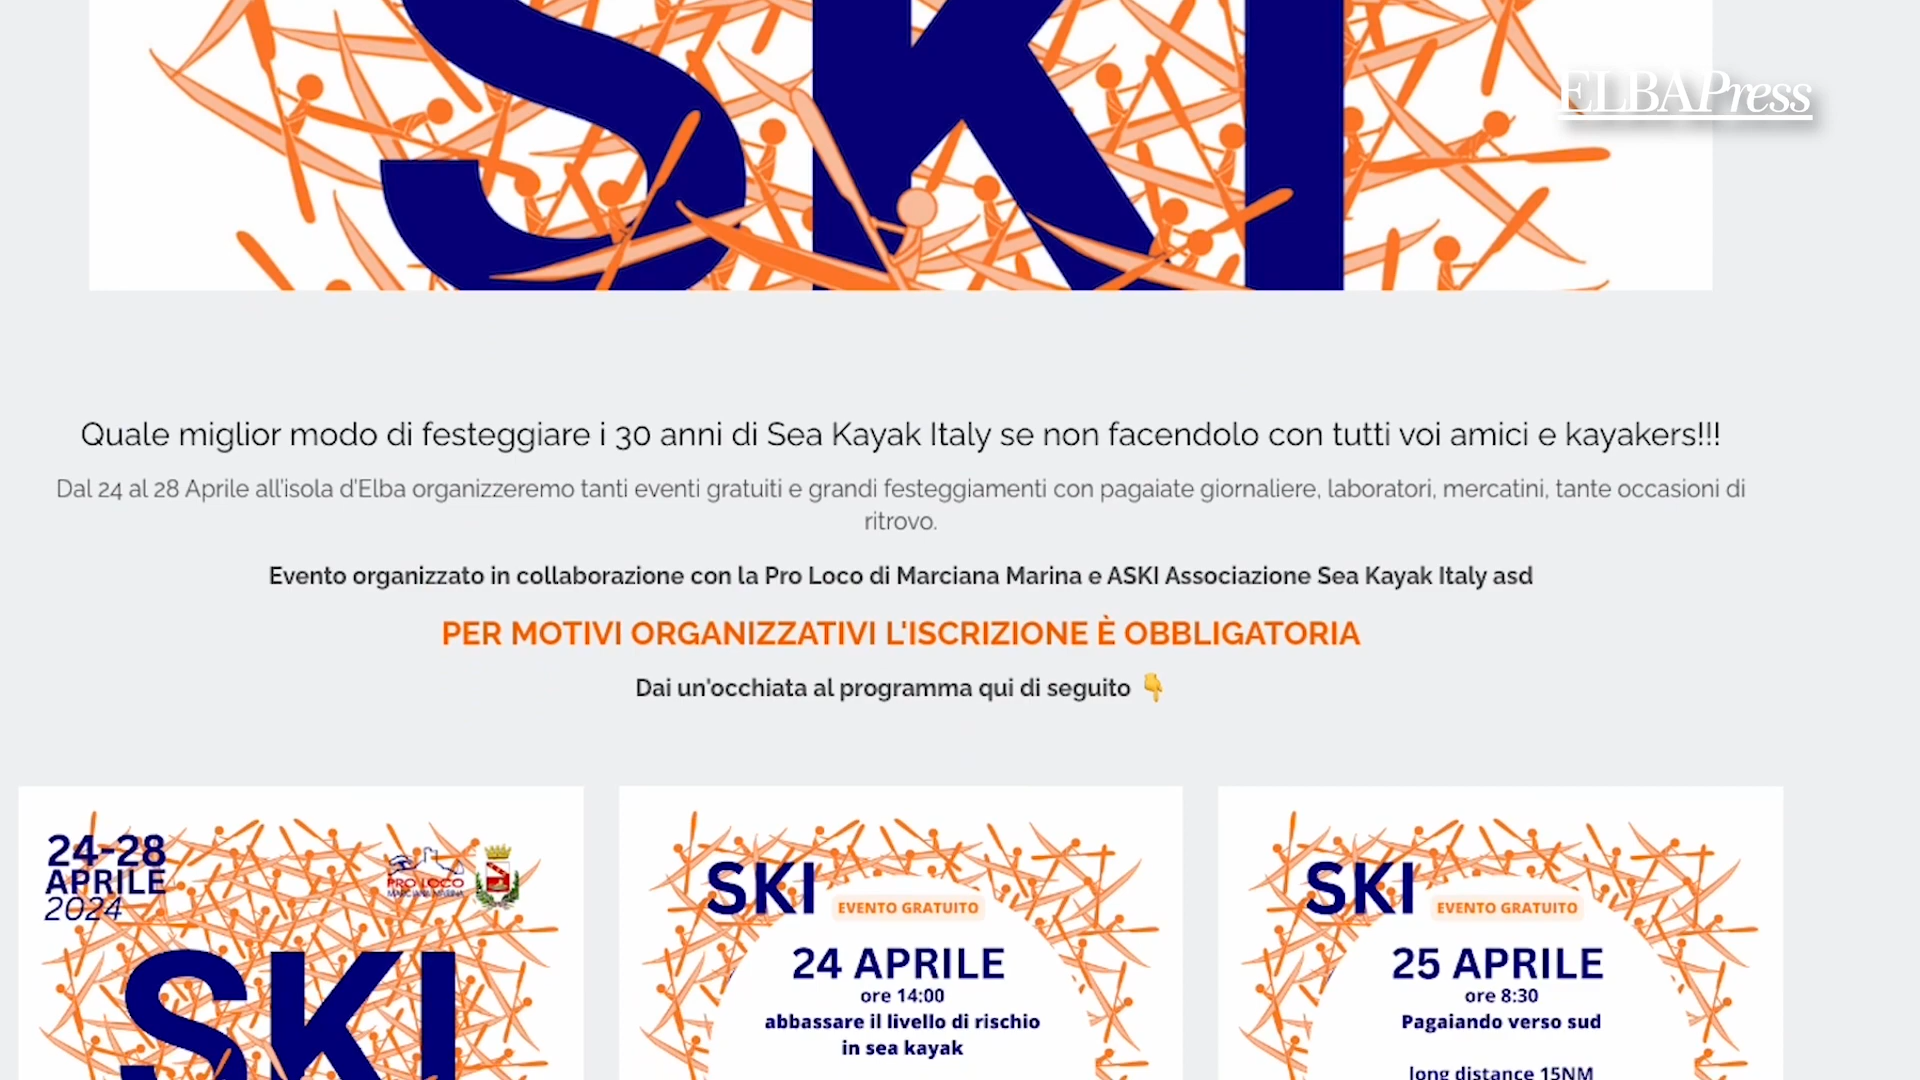 SKI
ELBAPress
Quale miglior modo di festeggiare i 30 anni di Sea Kayak Italy se non facendolo con tutti voi amici e kayakers!!!
Dal 24 al 28 Aprile all'isola d'Elba organizzeremo tanti eventi gratuiti e grandi festeggiamenti con pagaiate giornaliere, laboratori, mercatini, tante occasioni di
ritrovo.
Evento organizzato in collaborazione con la Pro Loco di Marciana Marina e ASKI Associazione Sea Kayak Italy asd
PER MOTIVI ORGANIZZATIVI L'ISCRIZIONE È OBBLIGATORIA
Dai un'occhiata al programma qui di seguito 👇
24-28
APRILE
2024
PRO LOCO
MARCIANA MARINA
SKI
SKI
EVENTO GRATUITO
24 APRILE
ore 14:00
abbassare il livello di rischio
in sea kayak
SKI
EVENTO GRATUITO
25 APRILE
ore 8:30
Pagaiando verso sud
long distance 15NM